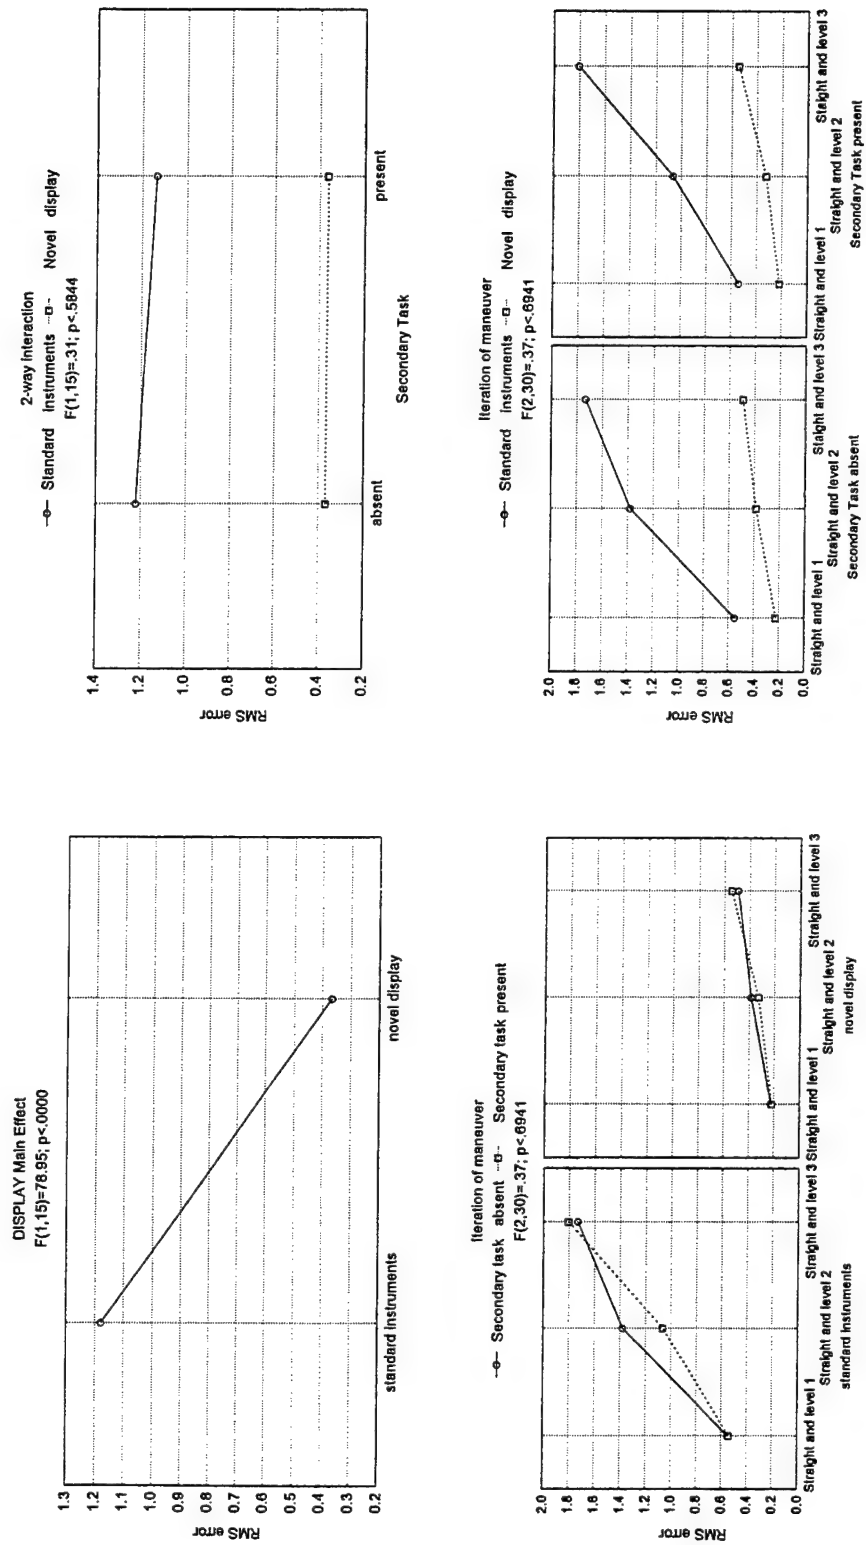 DISPLAY Main Effect
F(1,15)=78.95; p<.0000
1.3
1.2
1.1
1.0
0.9
0.8
0.7
0.6
0.5
0.4
0.3
0.2
RMS error
standard instruments
novel display
2-way interaction
Standard Instruments Novel display
F(1,15)=.31; p<.5844
1.4
1.2
1.0
0.8
0.6
0.4
0.2
RMS error
absent
present
Secondary Task
Iteration of maneuver
Secondary task absent Secondary task present
F(2,30)=.37; p<.6941
2.0
1.8
1.6
1.4
1.2
1.0
0.8
0.6
0.4
0.2
0.0
RMS error
Straight and level 1
Straight and level 2
Straight and level 3
standard Instruments
Straight and level 1
Straight and level 2
Straight and level 3
novel display
Iteration of maneuver
Standard Instruments Novel display
F(2,30)=.37; p<.6941
2.0
1.8
1.6
1.4
1.2
1.0
0.8
0.6
0.4
0.2
0.0
RMS error
Straight and level 1
Straight and level 2
Staight and level 3
Secondary Task absent
Straight and level 1
Straight and level 2
Staight and level 3
Secondary Task present